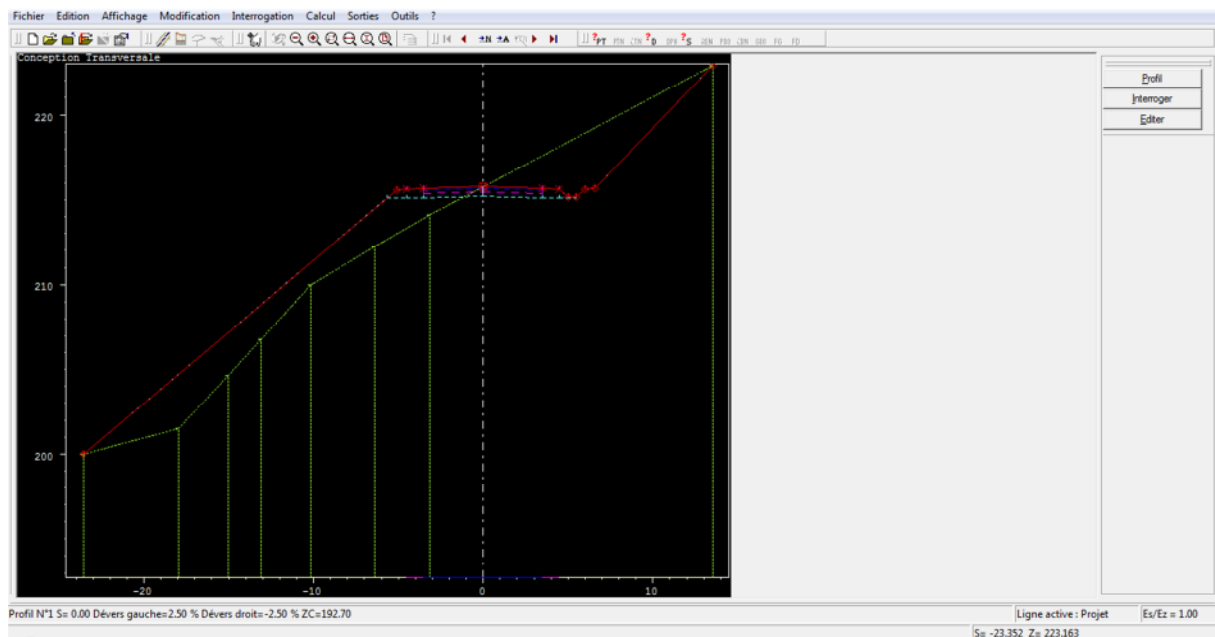 Fichier Edition Affichage Modification Interrogation Calcul Sorties Outils ?
±N ±A ?PT ?D ?S
Conception Transversale
Profil
Interroger
Editer
220
210
200
-20 -10 0 10
Profil N°1 S= 0.00 Dévers gauche=2.50 % Dévers droit=-2.50 % ZC=192.70 Ligne active : Projet Es/Ez = 1.00
S= -23.352 Z= 223.163